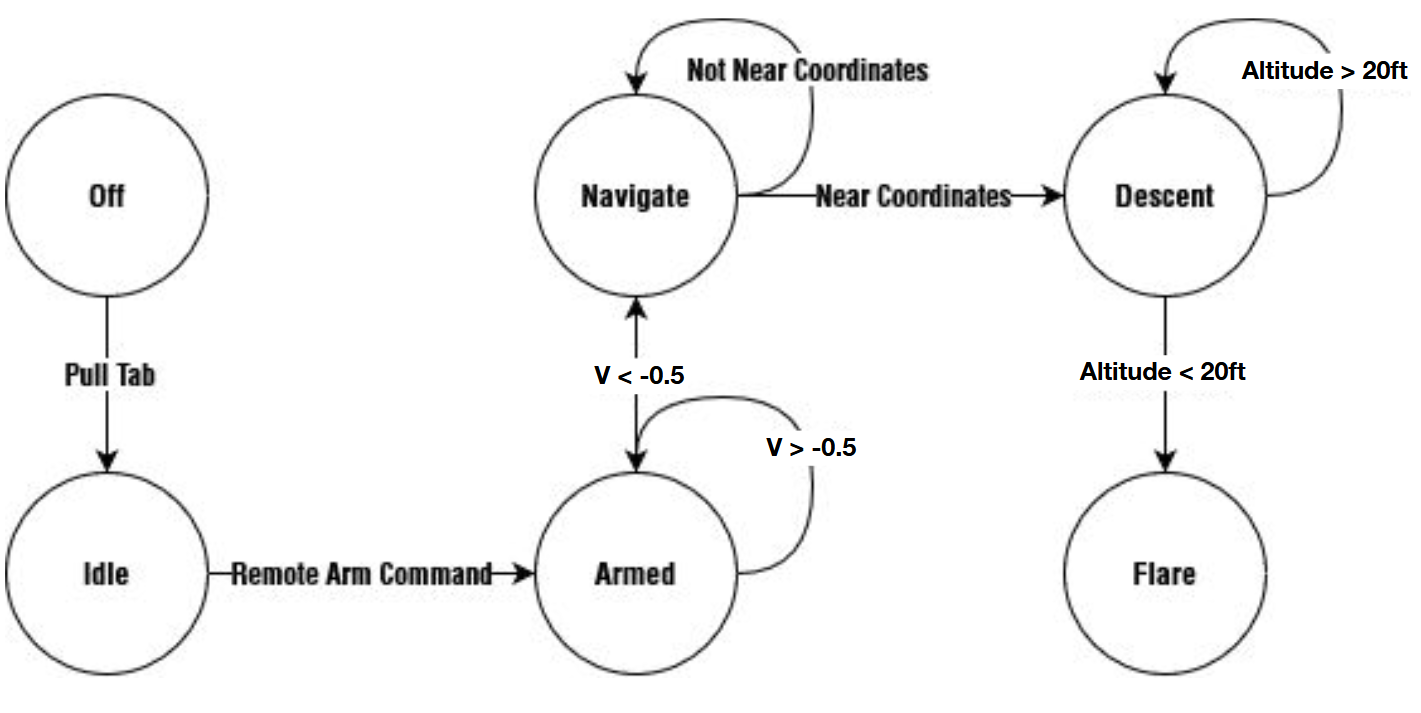 Not Near Coordinates
Altitude > 20ft
Off
Navigate
Near Coordinates
Descent
Pull Tab
V < -0.5
Altitude < 20ft
V > -0.5
Idle
Remote Arm Command
Armed
Flare